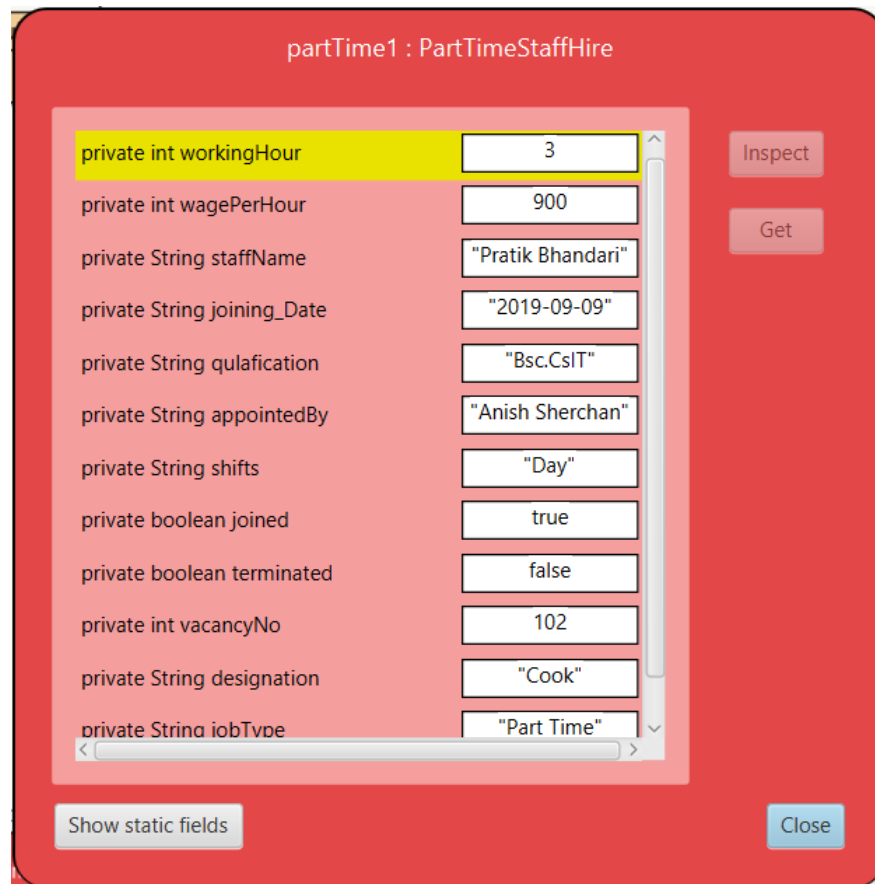 partTime1 : PartTimeStaffHire
private int workingHour 3
Inspect
private int wagePerHour 900
Get
private String staffName "Pratik Bhandari"
private String joining_Date "2019-09-09"
private String qulafication "Bsc.CsIT"
private String appointedBy "Anish Sherchan"
private String shifts "Day"
private boolean joined true
private boolean terminated false
private int vacancyNo 102
private String designation "Cook"
private String jobType "Part Time"
Show static fields
Close